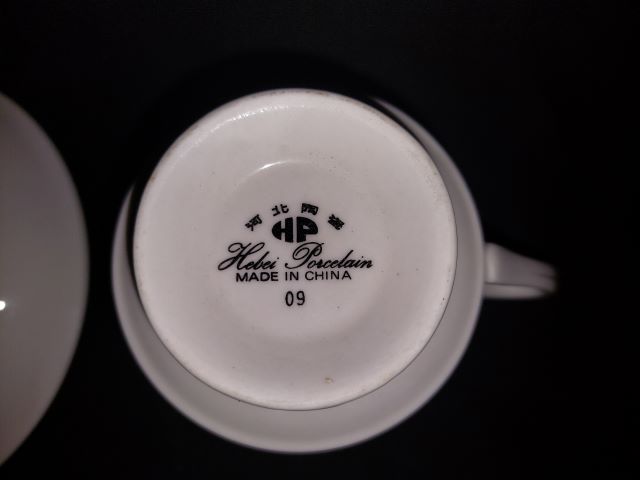 河北陶瓷
HP
Hebei Porcelain
MADE IN CHINA
09